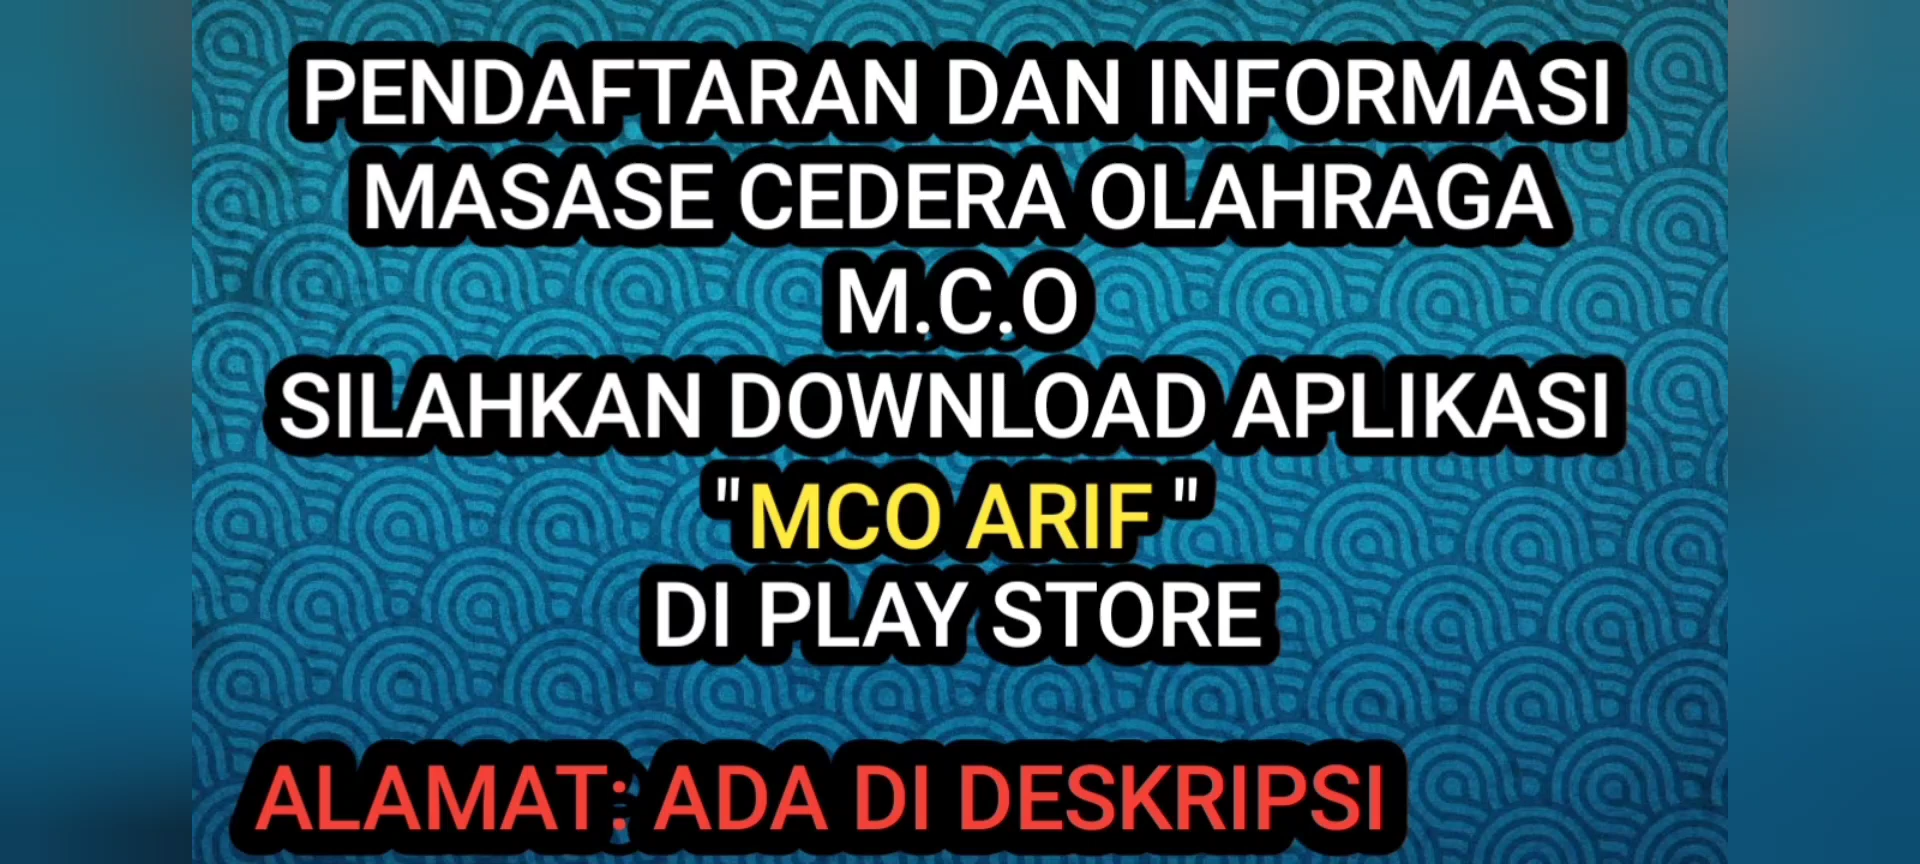 PENDAFTARAN DAN INFORMASI
MASASE CEDERA OLAHRAGA
M.C.O
SILAHKAN DOWNLOAD APLIKASI
"MCO ARIF "
DI PLAY STORE
ALAMAT: ADA DI DESKRIPSI